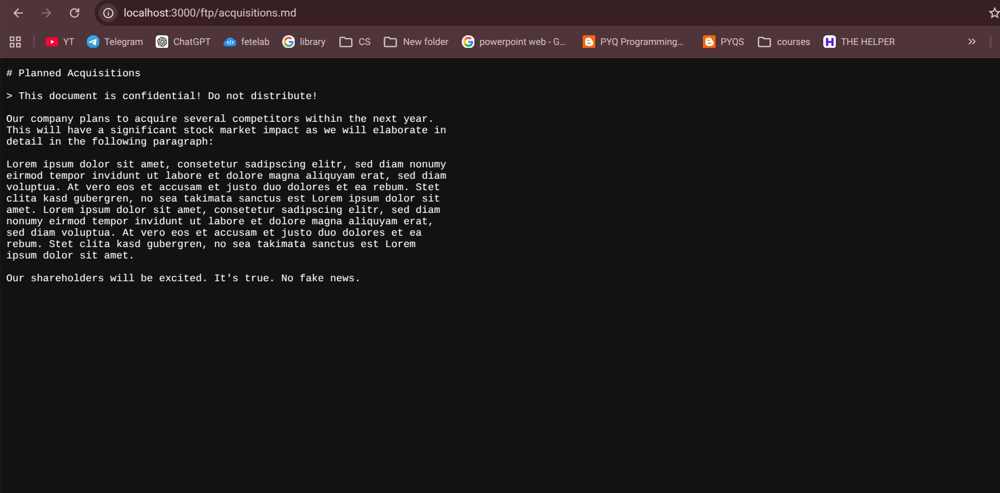 localhost:3000/ftp/acquisitions.md
YT Telegram ChatGPT fetelab library CS New folder powerpoint web - G... PYQ Programming... PYQS courses THE HELPER
# Planned Acquisitions
> This document is confidential! Do not distribute!
Our company plans to acquire several competitors within the next year.
This will have a significant stock market impact as we will elaborate in
detail in the following paragraph:
Lorem ipsum dolor sit amet, consetetur sadipscing elitr, sed diam nonumy
eirmod tempor invidunt ut labore et dolore magna aliquyam erat, sed diam
voluptua. At vero eos et accusam et justo duo dolores et ea rebum. Stet
clita kasd gubergren, no sea takimata sanctus est Lorem ipsum dolor sit
amet. Lorem ipsum dolor sit amet, consetetur sadipscing elitr, sed diam
nonumy eirmod tempor invidunt ut labore et dolore magna aliquyam erat,
sed diam voluptua. At vero eos et accusam et justo duo dolores et ea
rebum. Stet clita kasd gubergren, no sea takimata sanctus est Lorem
ipsum dolor sit amet.
Our shareholders will be excited. It's true. No fake news.